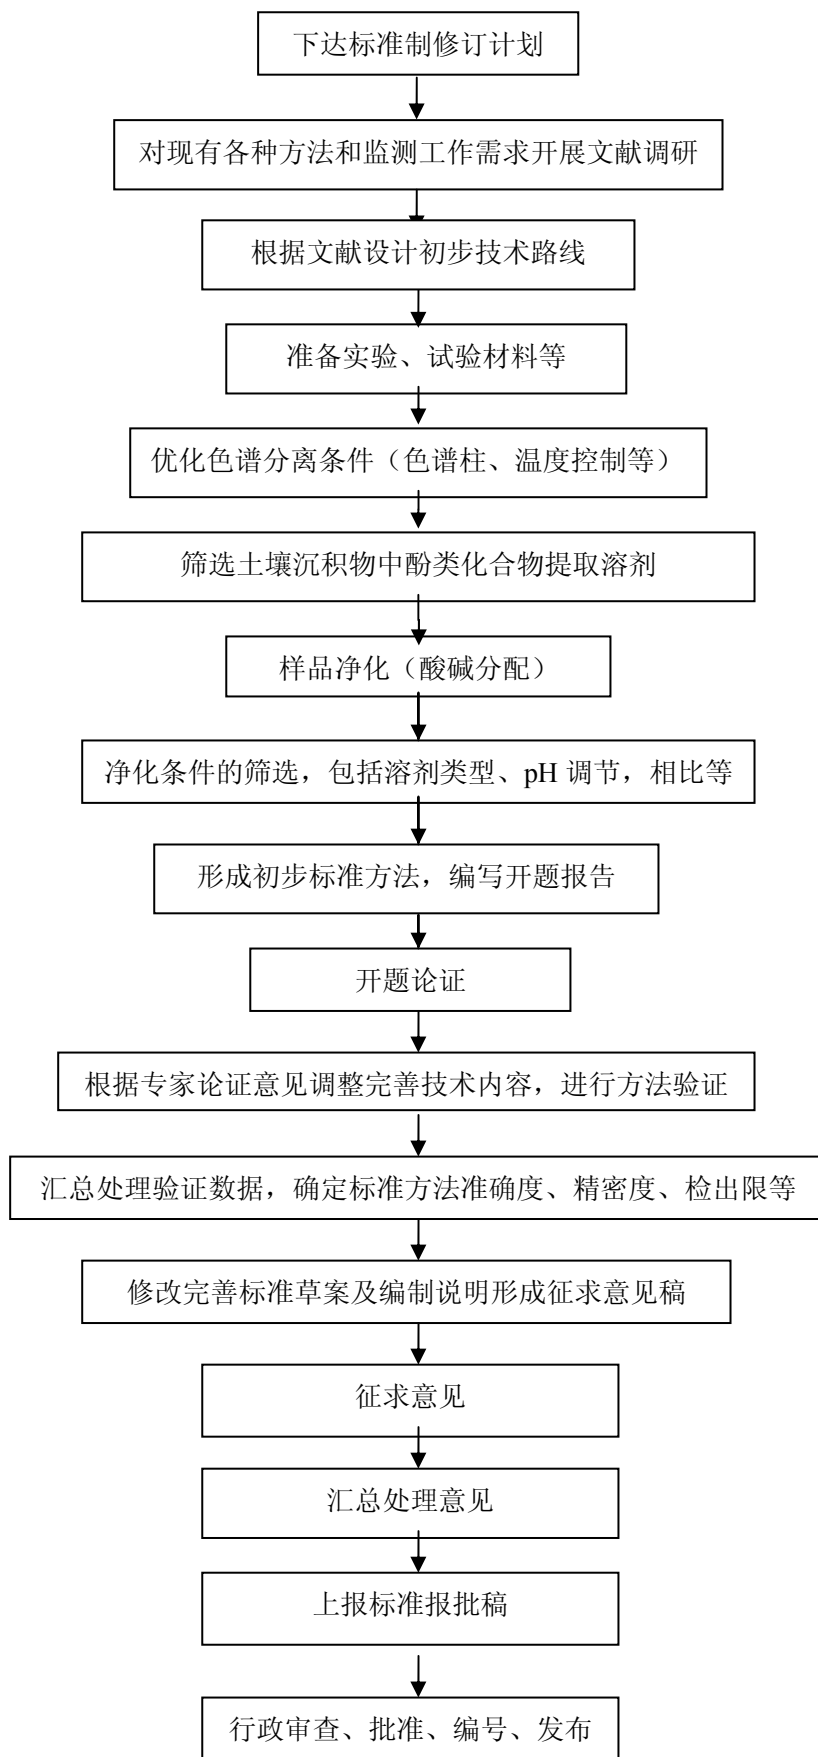 下达标准制修订计划
对现有各种方法和监测工作需求开展文献调研
根据文献设计初步技术路线
准备实验、试验材料等
优化色谱分离条件（色谱柱、温度控制等）
筛选土壤沉积物中酚类化合物提取溶剂
样品净化（酸碱分配）
净化条件的筛选，包括溶剂类型、pH 调节，相比等
形成初步标准方法，编写开题报告
开题论证
根据专家论证意见调整完善技术内容，进行方法验证
汇总处理验证数据，确定标准方法准确度、精密度、检出限等
修改完善标准草案及编制说明形成征求意见稿
征求意见
汇总处理意见
上报标准报批稿
行政审查、批准、编号、发布